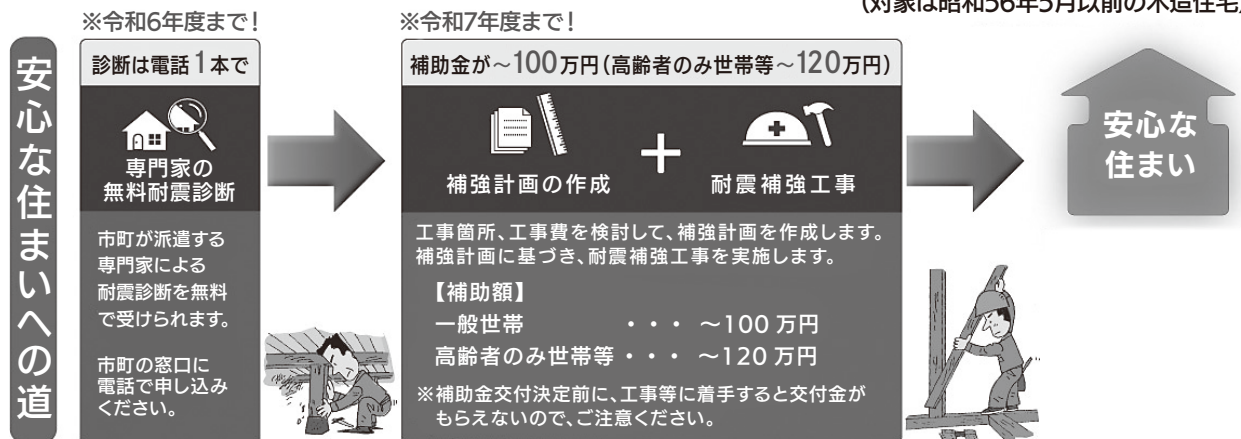 (対象は昭和56年5月以前の木造住宅)
安心な住まいへの道
※令和6年度まで!
診断は電話1本で
専門家の
無料耐震診断
市町が派遣する
専門家による
耐震診断を無料
で受けられます。
市町の窓口に
電話で申し込み
ください。
※令和7年度まで!
補助金が~100万円(高齢者のみ世帯等~120万円)
補強計画の作成
+
耐震補強工事
工事箇所、工事費を検討して、補強計画を作成します。
補強計画に基づき、耐震補強工事を実施します。
【補助額】
一般世帯 ・・・ ~100万円
高齢者のみ世帯等・・・ ~120万円
※補助金交付決定前に、工事等に着手すると交付金が
もらえないので、ご注意ください。
安心な
住まい